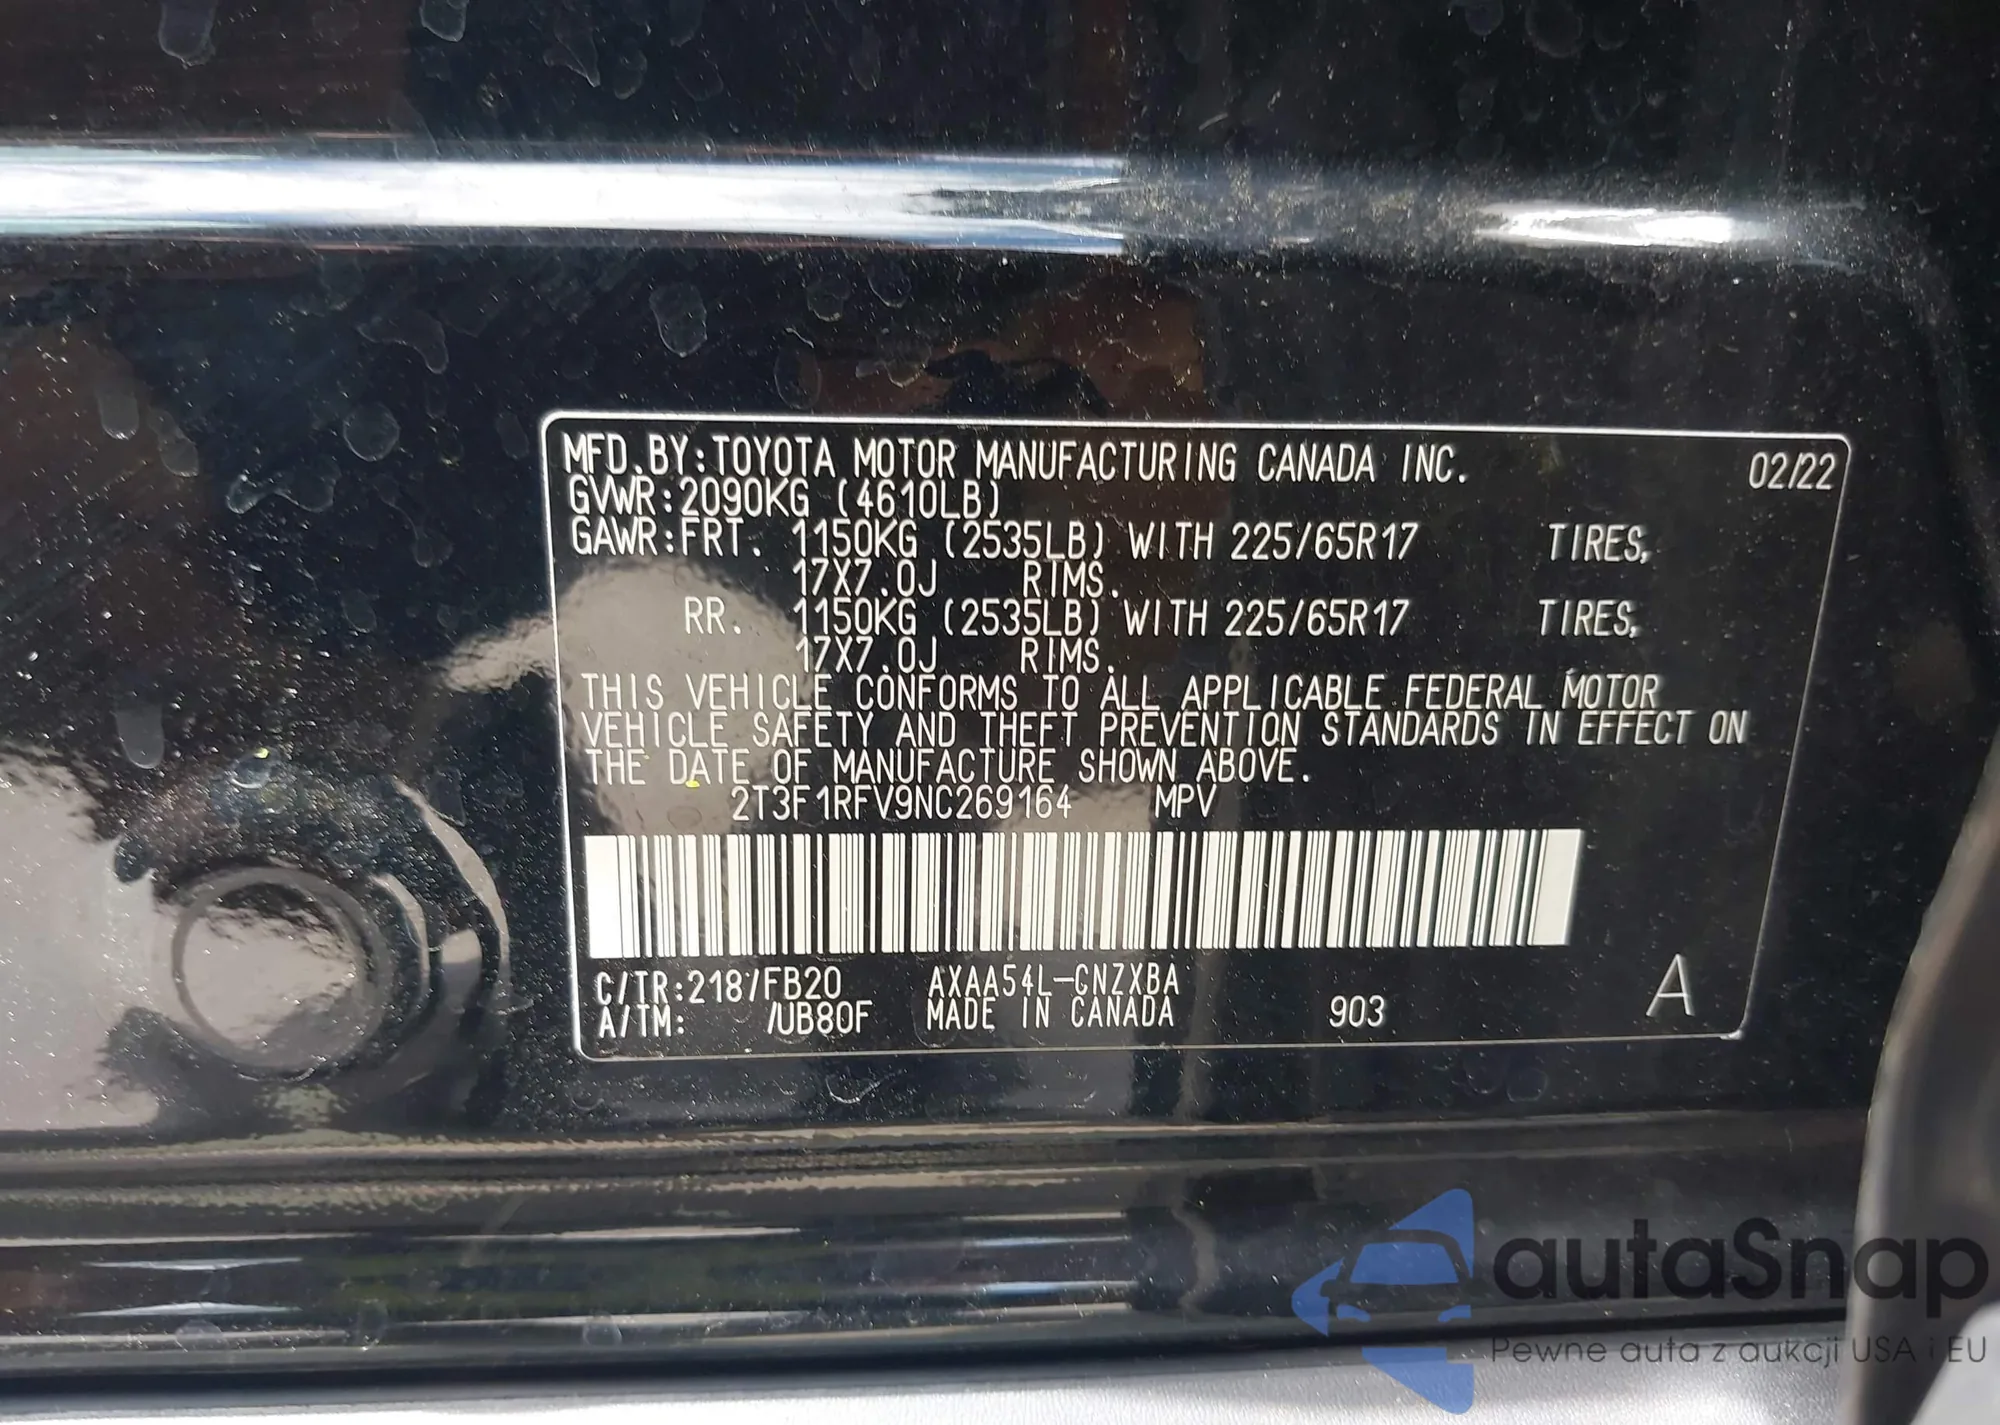 MFD.BY:TOYOTA MOTOR MANUFACTURING CANADA INC. 02/22
GVWR:2090KG (4610LB)
GAWR:FRT. 1150KG (2535LB) WITH 225/65R17 TIRES,
17X7.0J RIMS.
RR. 1150KG (2535LB) WITH 225/65R17 TIRES,
17X7.0J RIMS.
THIS VEHICLE CONFORMS TO ALL APPLICABLE FEDERAL MOTOR
VEHICLE SAFETY AND THEFT PREVENTION STANDARDS IN EFFECT ON
THE DATE OF MANUFACTURE SHOWN ABOVE.
2T3F1RFV9NC269164 MPV
C/TR:218/FB20 AXAA54L-CNZXBA
A/TM: /UB80F MADE IN CANADA 903 A
autaSnap
Pewne auta z aukcji USA i EU